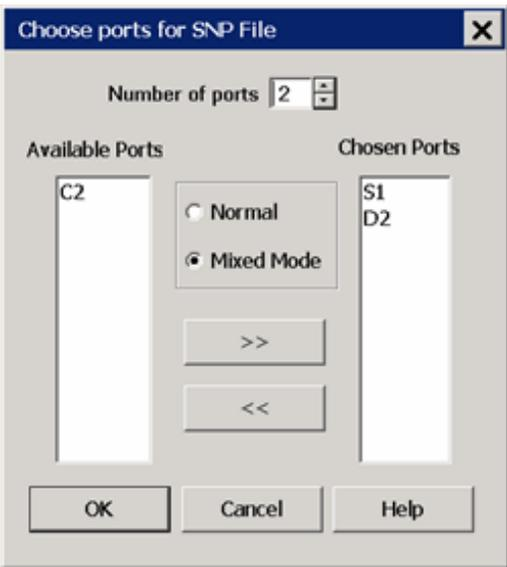 Choose ports for SNP File
Number of ports 2
Available Ports
Chosen Ports
C2
Normal
Mixed Mode
S1
D2
>>
<<
OK
Cancel
Help